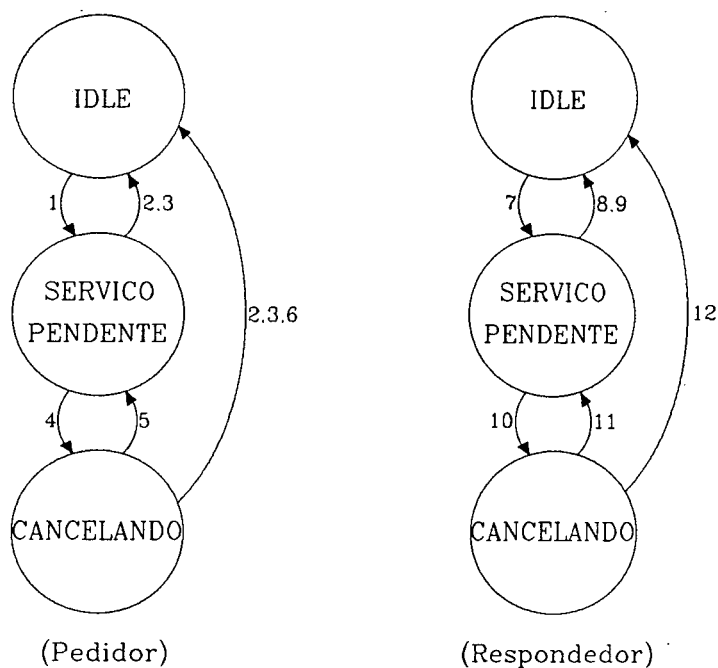 IDLE
1
2.3
SERVICO
PENDENTE
2.3.6
4
5
CANCELANDO
(Pedidor)
IDLE
7
8.9
SERVICO
PENDENTE
12
10
11
CANCELANDO
(Respondedor)